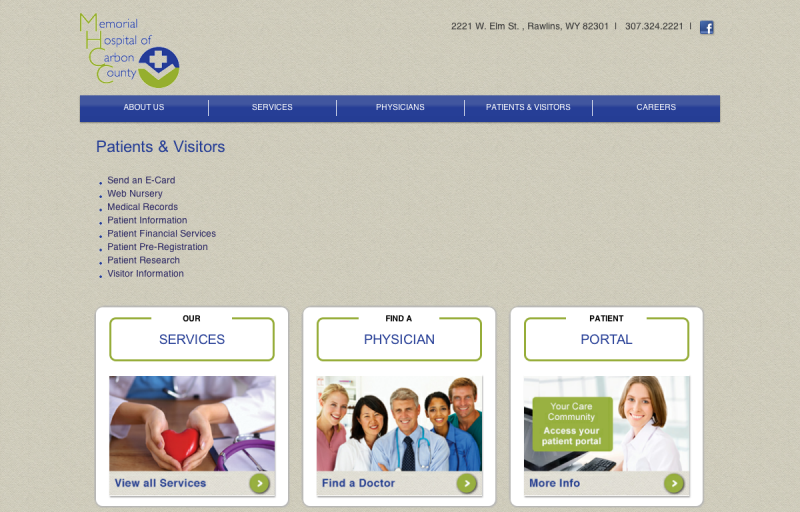 Memorial
Hospital of
Carbon
County
2221 W. Elm St. , Rawlins, WY 82301 | 307.324.2221 |
f
ABOUT US
SERVICES
PHYSICIANS
PATIENTS & VISITORS
CAREERS
Patients & Visitors
Send an E-Card
Web Nursery
Medical Records
Patient Information
Patient Financial Services
Patient Pre-Registration
Patient Research
Visitor Information
OUR
SERVICES
View all Services
FIND A
PHYSICIAN
Find a Doctor
PATIENT
PORTAL
Your Care
Community
Access your
patient portal
More Info